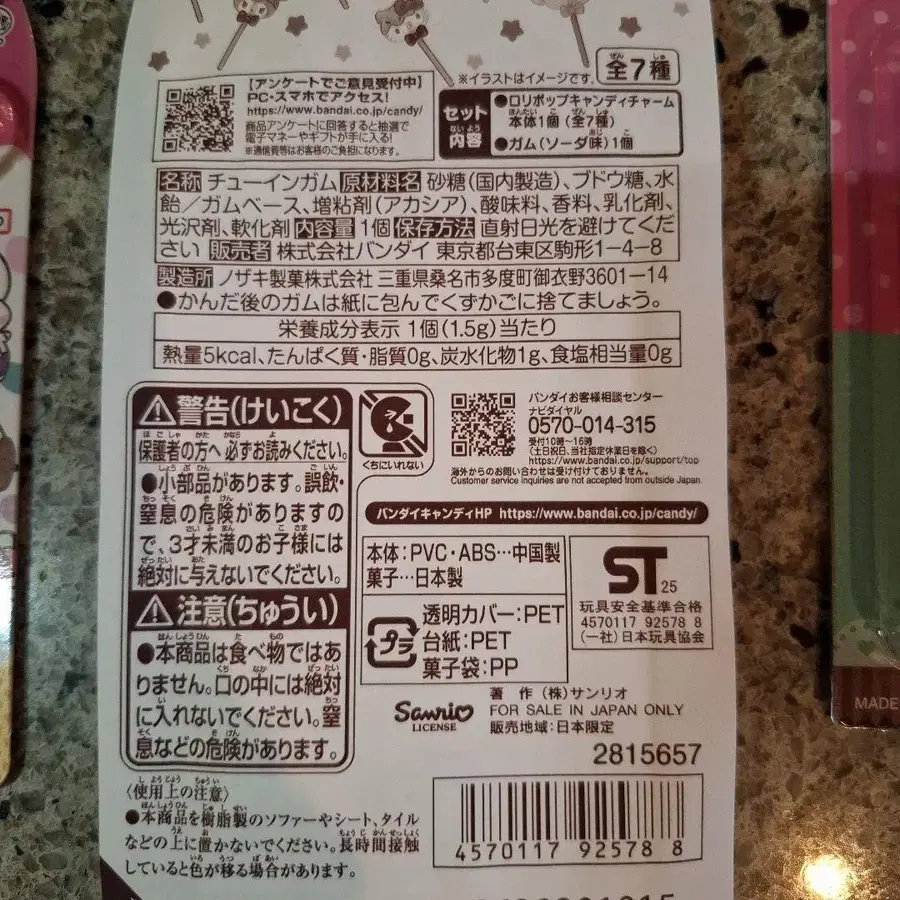 【アンケートでご意見受付中】
PC・スマホでアクセス!
https://www.bandai.co.jp/candy/
商品アンケートに回答すると抽選で
電子マネーやギフトが手に入る!
※通信費等はお客様のご負担になります。
※イラストはイメージです。
全7種
セット内容
●ロリポップキャンディチャーム
本体1個(全7種)
●ガム(ソーダ味)1個
名称 チューインガム 原材料名 砂糖(国内製造)、ブドウ糖、水
飴/ガムベース、増粘剤(アカシア)、酸味料、香料、乳化剤、
光沢剤、軟化剤 内容量 1個 保存方法 直射日光を避けてくだ
さい 販売者 株式会社バンダイ 東京都台東区駒形1-4-8
製造所 ノザキ製菓株式会社 三重県桑名市多度町御衣野3601-14
●かんだ後のガムは紙に包んでくずかごに捨てましょう。
栄養成分表示 1個(1.5g)当たり
熱量5kcal、たんぱく質・脂質0g、炭水化物1g、食塩相当量0g
⚠警告(けいこく)
保護者の方へ 必ずお読みください。
●小部品があります。誤飲・
窒息の危険がありますの
で、3才未満のお子様には
絶対に与えないでください。
⚠注意(ちゅうい)
●本商品は食べ物ではあ
りません。口の中には絶対
に入れないでください。窒
息などの危険があります。
〈使用上の注意〉
●本商品を樹脂製のソファーやシート、タイル
などの上に置かないでください。長時間接触
していると色が移る場合があります。
くちにいれない
バンダイお客様相談センター
ナビダイヤル
0570-014-315
受付10時~16時
(土日祝日、当社指定休業日を除く)
https://www.bandai.co.jp/support/top
海外からのお問い合わせは受け付けておりません。
Customer service inquiries are not accepted from outside Japan.
バンダイキャンディHP https://www.bandai.co.jp/candy/
本体:PVC・ABS…中国製
菓子…日本製
プラ
透明カバー:PET
台紙:PET
菓子袋:PP
ST 25
玩具安全基準合格
4570117 92578 8
(一社)日本玩具協会
Sanrio
LICENSE
著作 (株)サンリオ
FOR SALE IN JAPAN ONLY
販売地域:日本限定
2815657
4570117 925788
MADE